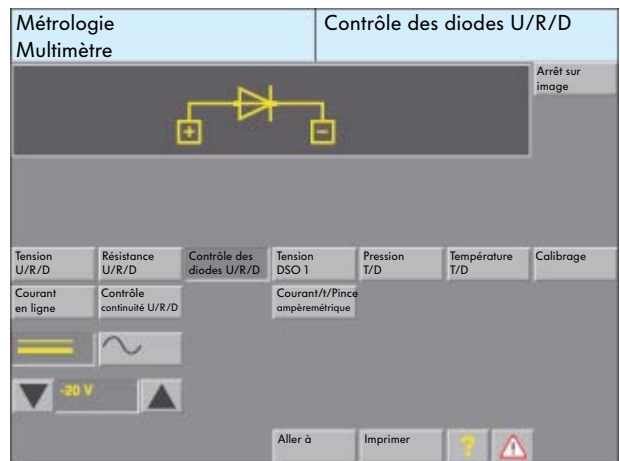 Métrologie
Multimètre
Contrôle des diodes U/R/D
Arrêt sur
image
+
-
Tension
U/R/D
Résistance
U/R/D
Contrôle des
diodes U/R/D
Tension
DSO 1
Pression
T/D
Température
T/D
Calibrage
Courant
en ligne
Contrôle
continuité U/R/D
Courant/t/Pince
ampèremétrique
-20 V
Aller à
Imprimer
?
!